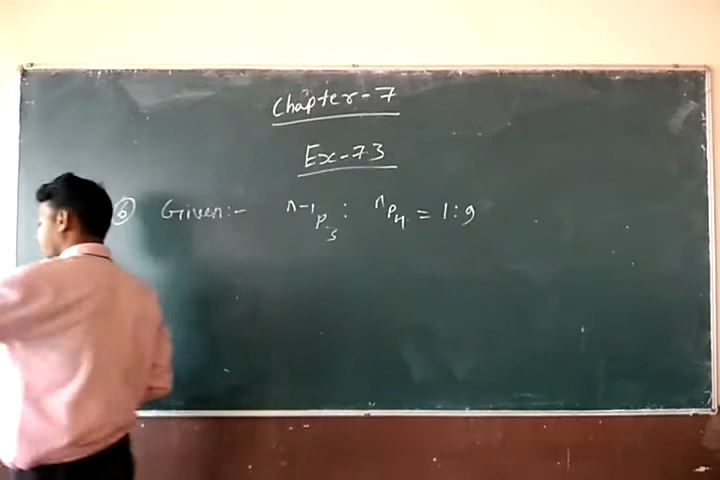 Chapter-7
Ex-7.3
6 Given:- n-1P3 : nP4 = 1:9